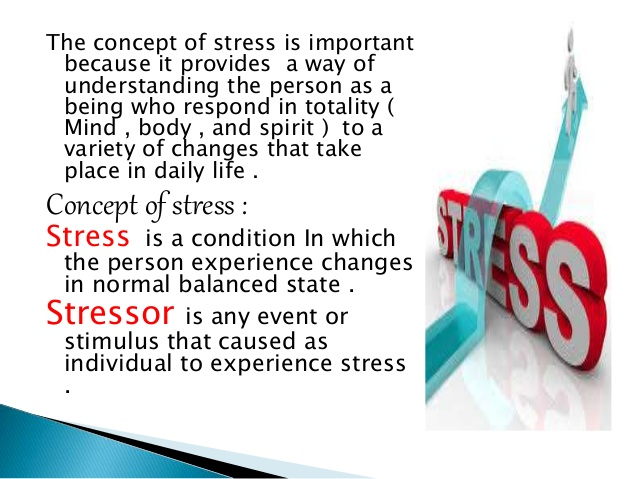 The concept of stress is important
because it provides  a way of
understanding the person as a
being who respond in totality (
Mind , body , and spirit )  to a
variety of changes that take
place in daily life .
Concept of stress :
Stress  is a condition In which
the person experience changes
in normal balanced state .
Stressor is any event or
stimulus that caused as
individual to experience stress
.
STRESS